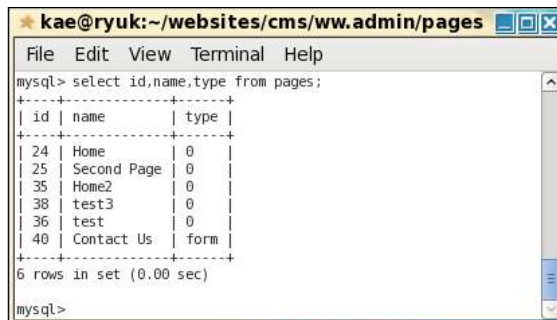 kae@ryuk:~/websites/cms/ww.admin/pages
File Edit View Terminal Help
mysql> select id,name,type from pages;
+----+-------------+------+
| id | name        | type |
+----+-------------+------+
| 24 | Home        | 0    |
| 25 | Second Page | 0    |
| 35 | Home2       | 0    |
| 38 | test3       | 0    |
| 36 | test        | 0    |
| 40 | Contact Us  | form |
+----+-------------+------+
6 rows in set (0.00 sec)
mysql>